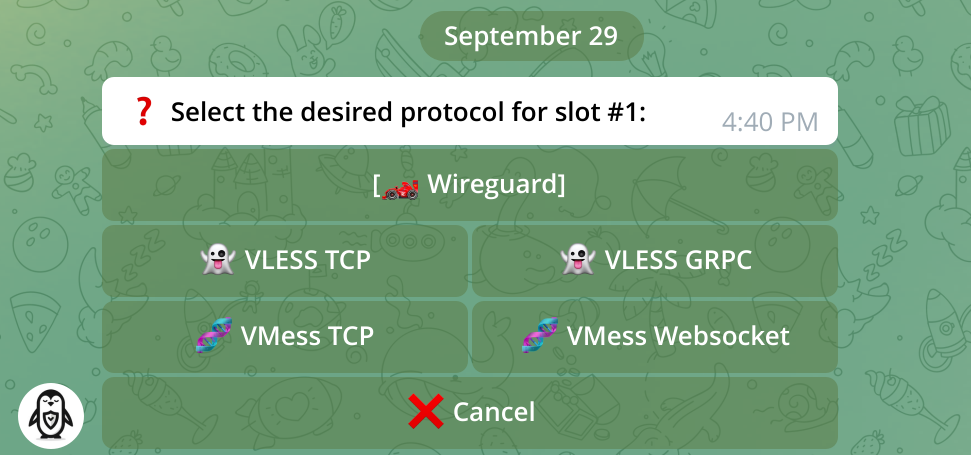 September 29
❓ Select the desired protocol for slot #1:
4:40 PM
[🏎 Wireguard]
👻 VLESS TCP
👻 VLESS GRPC
🧬 VMess TCP
🧬 VMess Websocket
❌ Cancel